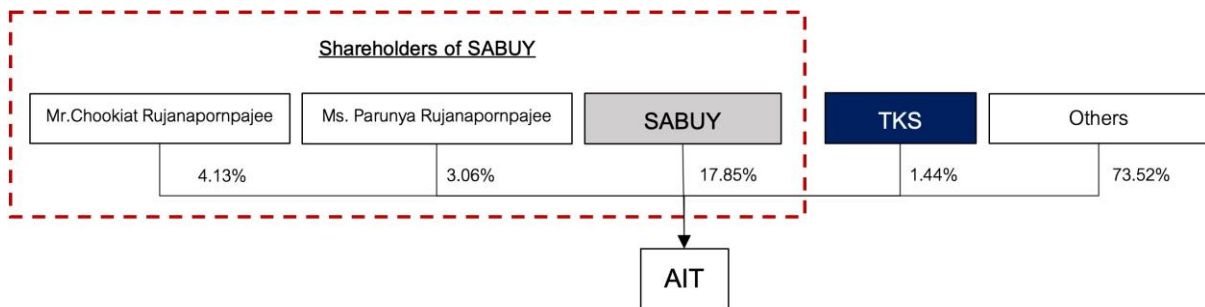 Shareholders of SABUY
Mr.Chookiat Rujanapornpajee
Ms. Parunya Rujanapornpajee
SABUY
TKS
Others
4.13%
3.06%
17.85%
1.44%
73.52%
AIT